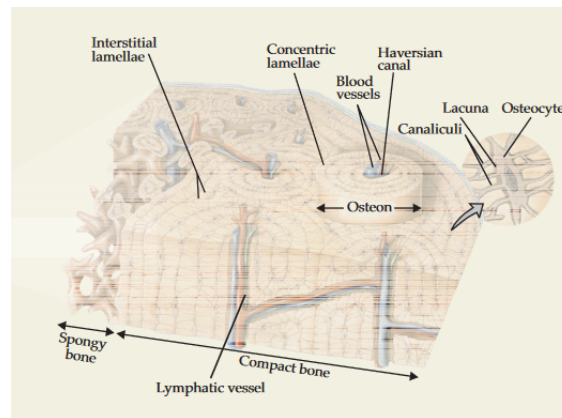 Interstitial
lamellae
Concentric
lamellae
Haversian
canal
Blood
vessels
Lacuna
Osteocyte
Canaliculi
Osteon
Spongy
bone
Compact bone
Lymphatic vessel